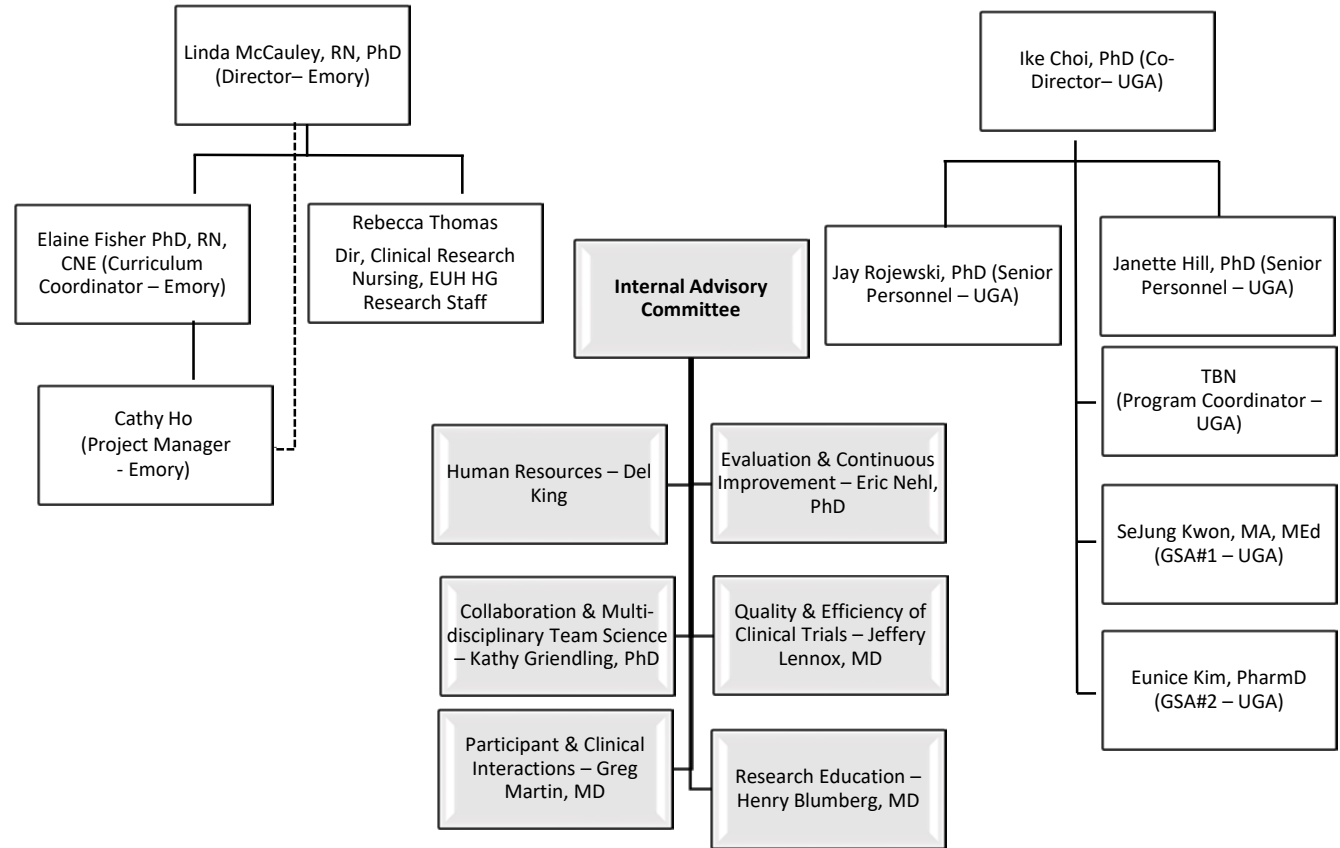 Linda McCauley, RN, PhD
(Director– Emory)
Elaine Fisher PhD, RN,
CNE (Curriculum
Coordinator – Emory)
Rebecca Thomas
Dir, Clinical Research
Nursing, EUH HG
Research Staff
Cathy Ho
(Project Manager
- Emory)
Internal Advisory
Committee
Human Resources – Del
King
Evaluation & Continuous
Improvement – Eric Nehl,
PhD
Collaboration & Multi-
disciplinary Team Science
– Kathy Griendling, PhD
Quality & Efficiency of
Clinical Trials – Jeffery
Lennox, MD
Participant & Clinical
Interactions – Greg
Martin, MD
Research Education –
Henry Blumberg, MD
Ike Choi, PhD (Co-
Director– UGA)
Jay Rojewski, PhD (Senior
Personnel – UGA)
Janette Hill, PhD (Senior
Personnel – UGA)
TBN
(Program Coordinator –
UGA)
SeJung Kwon, MA, MEd
(GSA#1 – UGA)
Eunice Kim, PharmD
(GSA#2 – UGA)